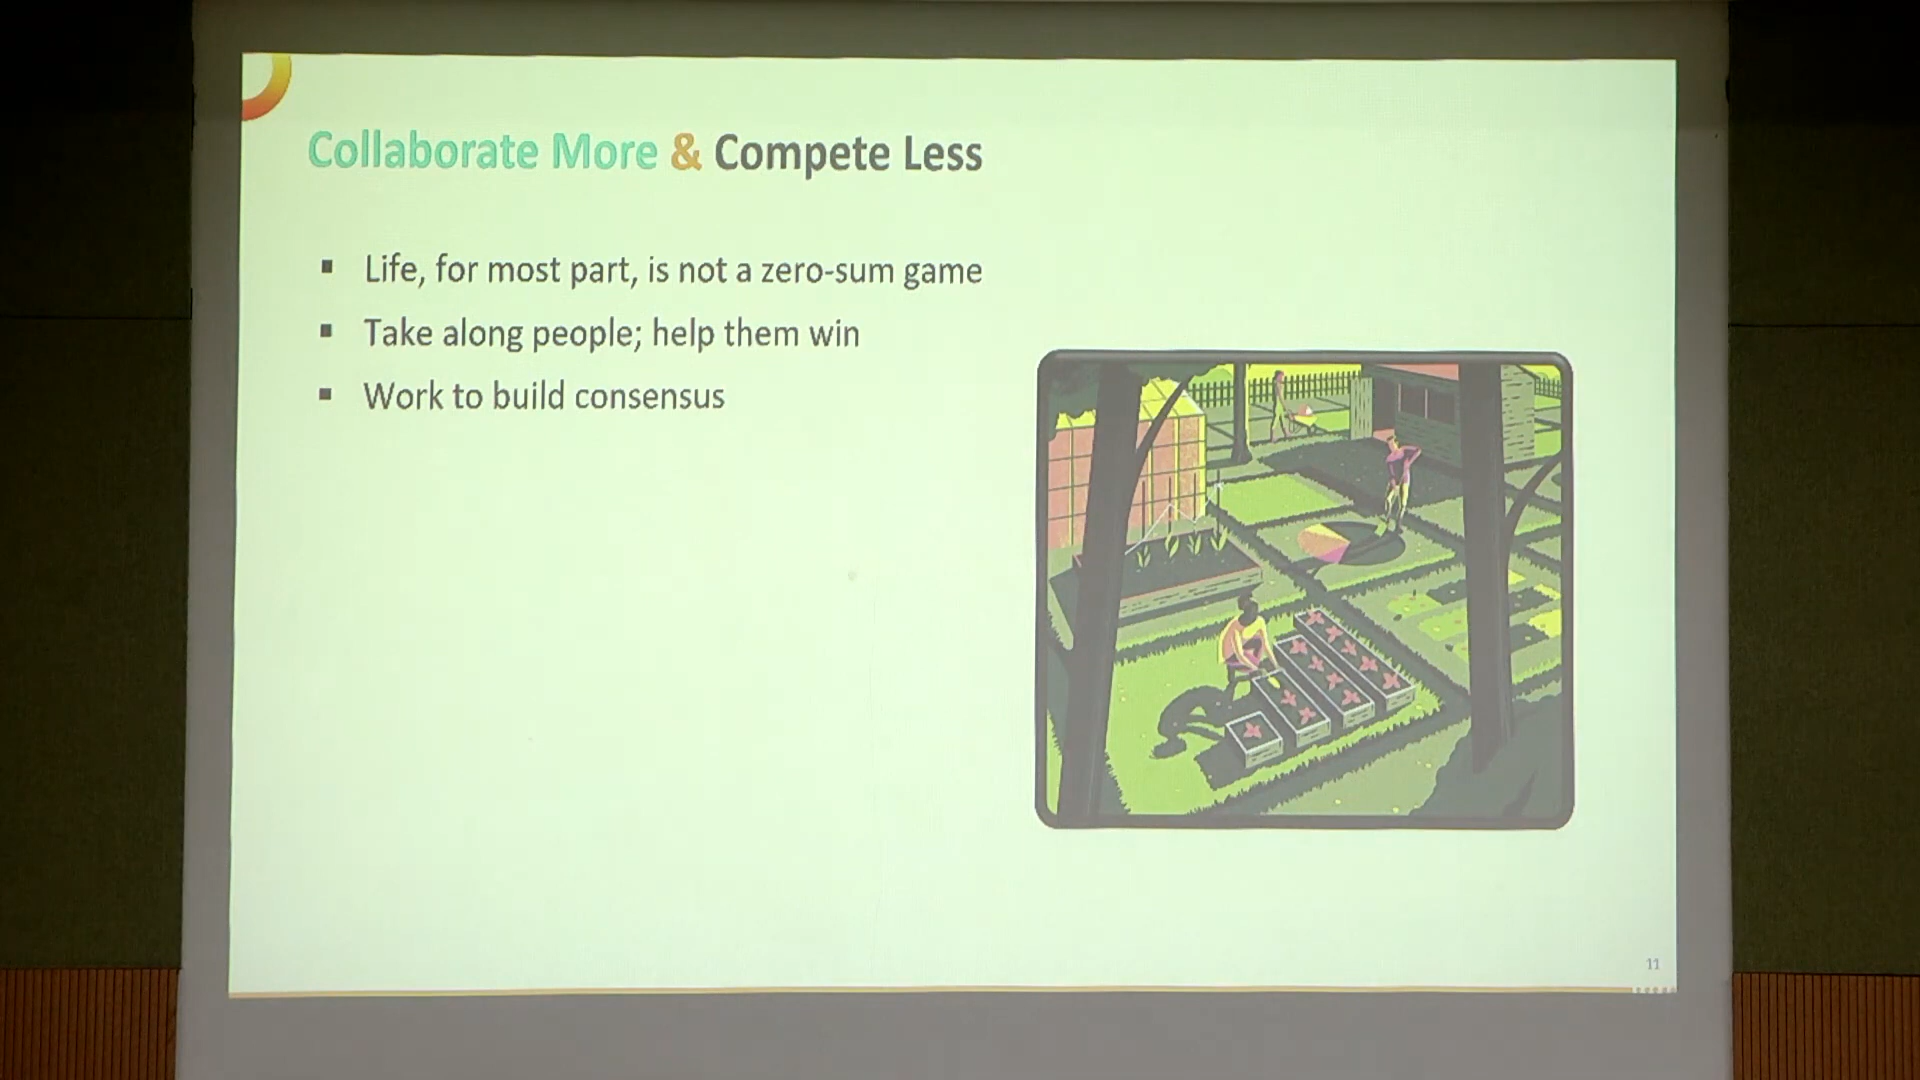 Collaborate More & Compete Less
Life, for most part, is not a zero-sum game
Take along people; help them win
Work to build consensus
11